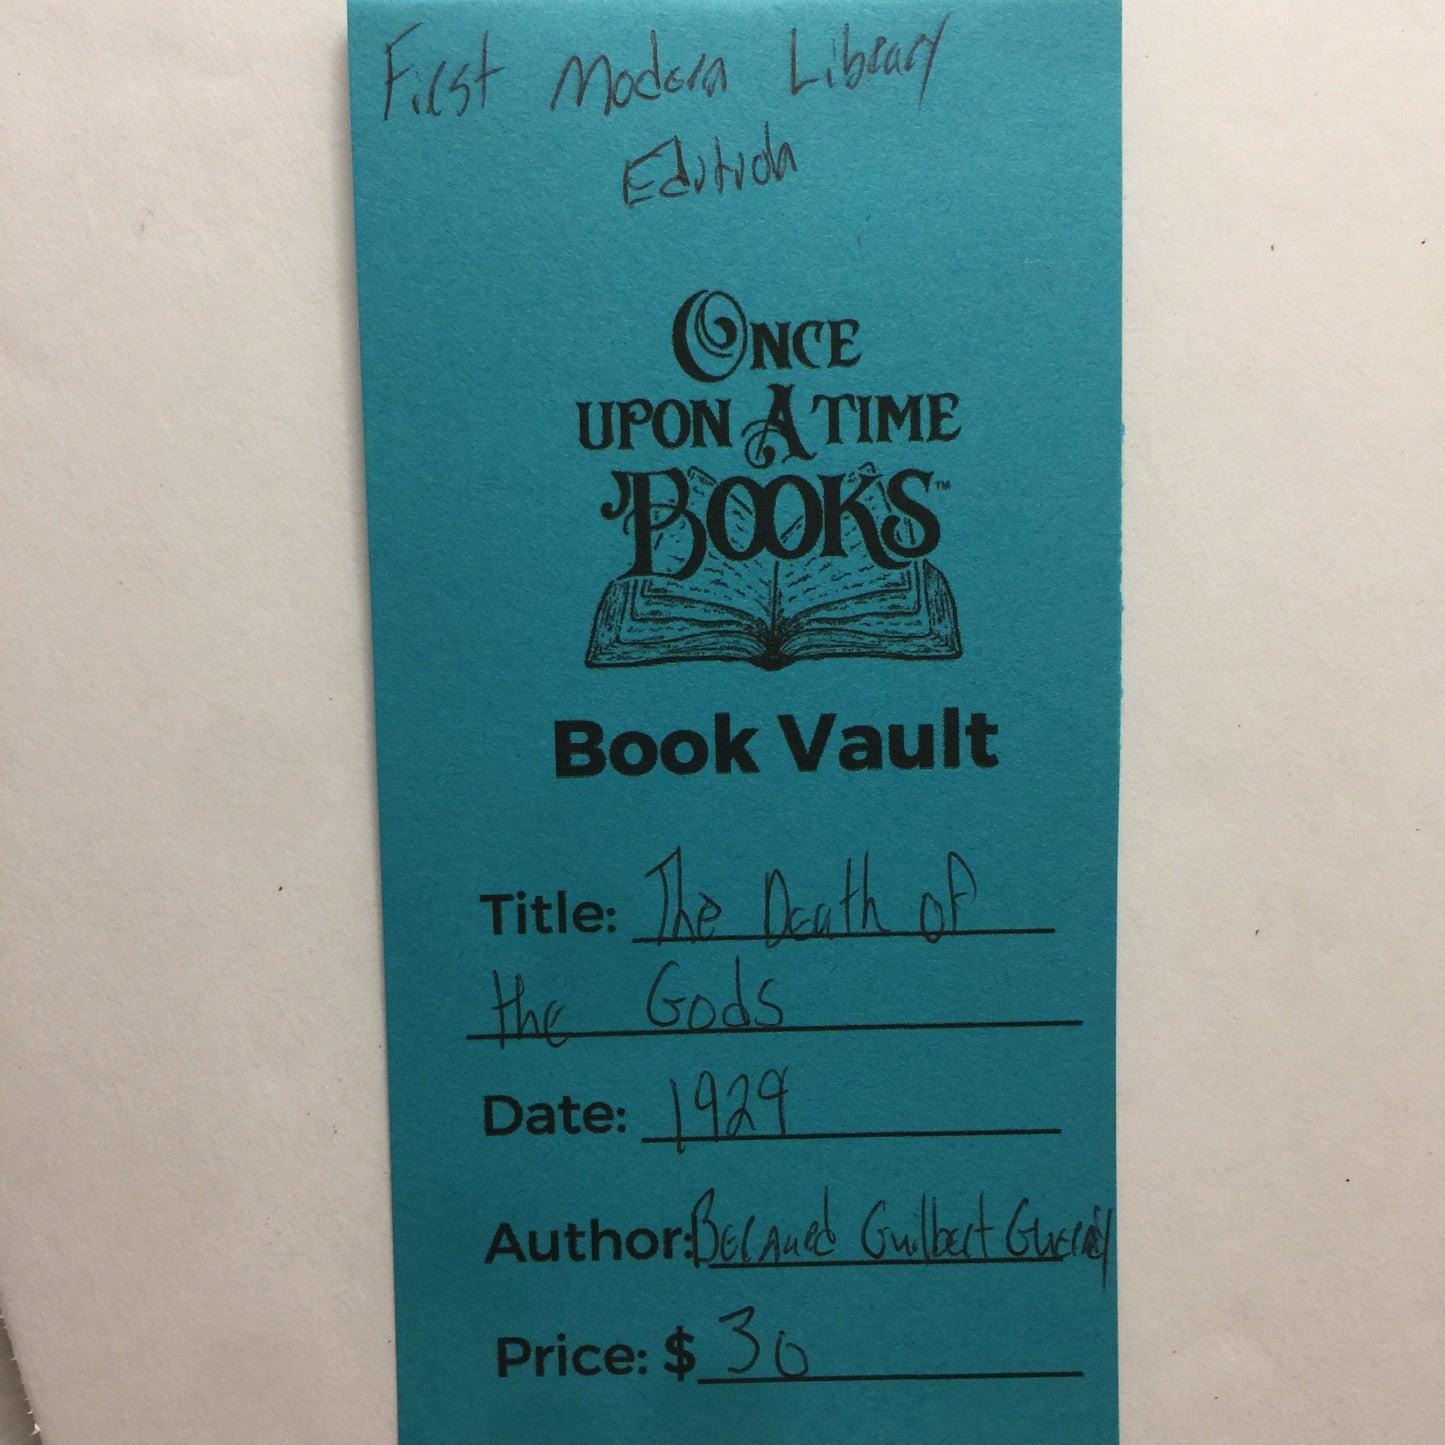 First Modern Library
Edition
ONCE
UPON A TIME
BOOKS™
Book Vault
Title: The Death of
the Gods
Date: 1929
Author: Bernard Guilbert Guerney
Price: $ 30